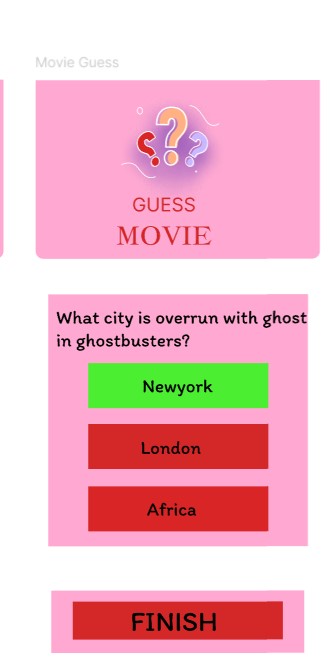 Movie Guess
GUESS
MOVIE
What city is overrun with ghost
in ghostbusters?
Newyork
London
Africa
FINISH